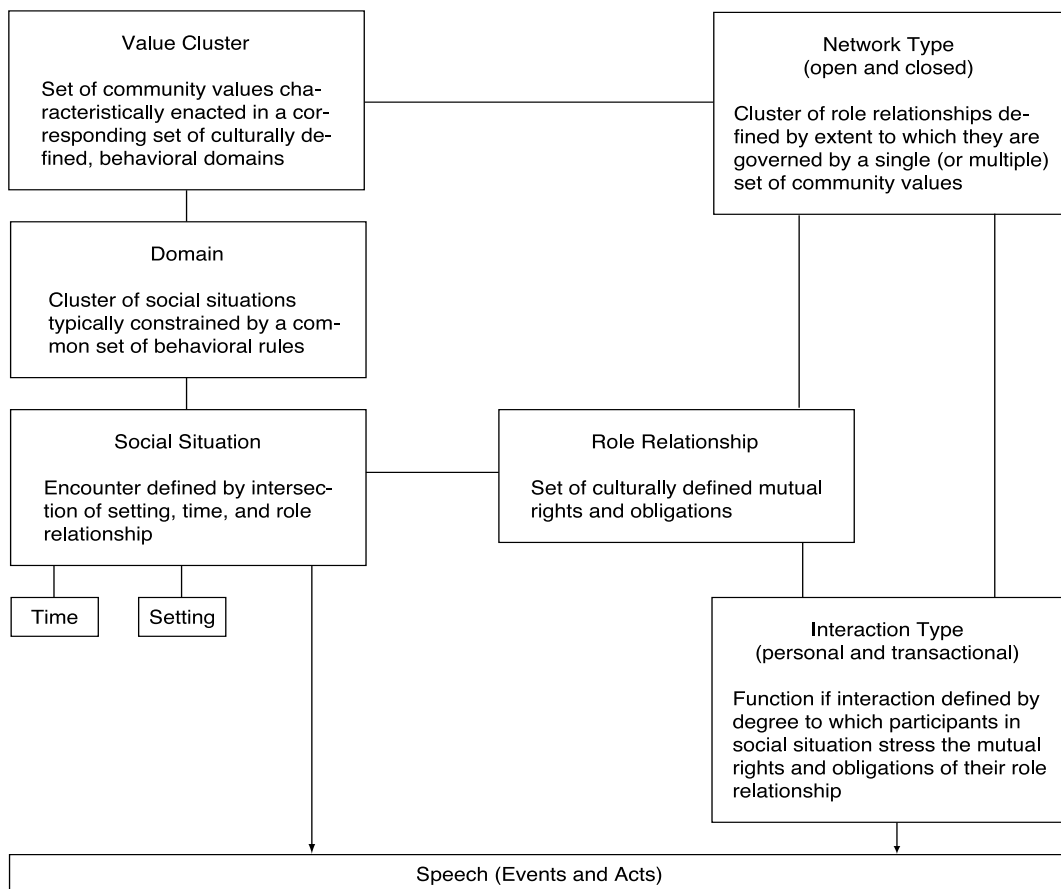 Value Cluster
Set of community values cha-
racteristically enacted in a cor-
responding set of culturally de-
fined, behavioral domains
Network Type
(open and closed)
Cluster of role relationships de-
fined by extent to which they are
governed by a single (or multiple)
set of community values
Domain
Cluster of social situations
typically constrained by a com-
mon set of behavioral rules
Social Situation
Encounter defined by intersec-
tion of setting, time, and role
relationship
Role Relationship
Set of culturally defined mutual
rights and obligations
Time
Setting
Interaction Type
(personal and transactional)
Function if interaction defined by
degree to which participants in
social situation stress the mutual
rights and obligations of their role
relationship
Speech (Events and Acts)